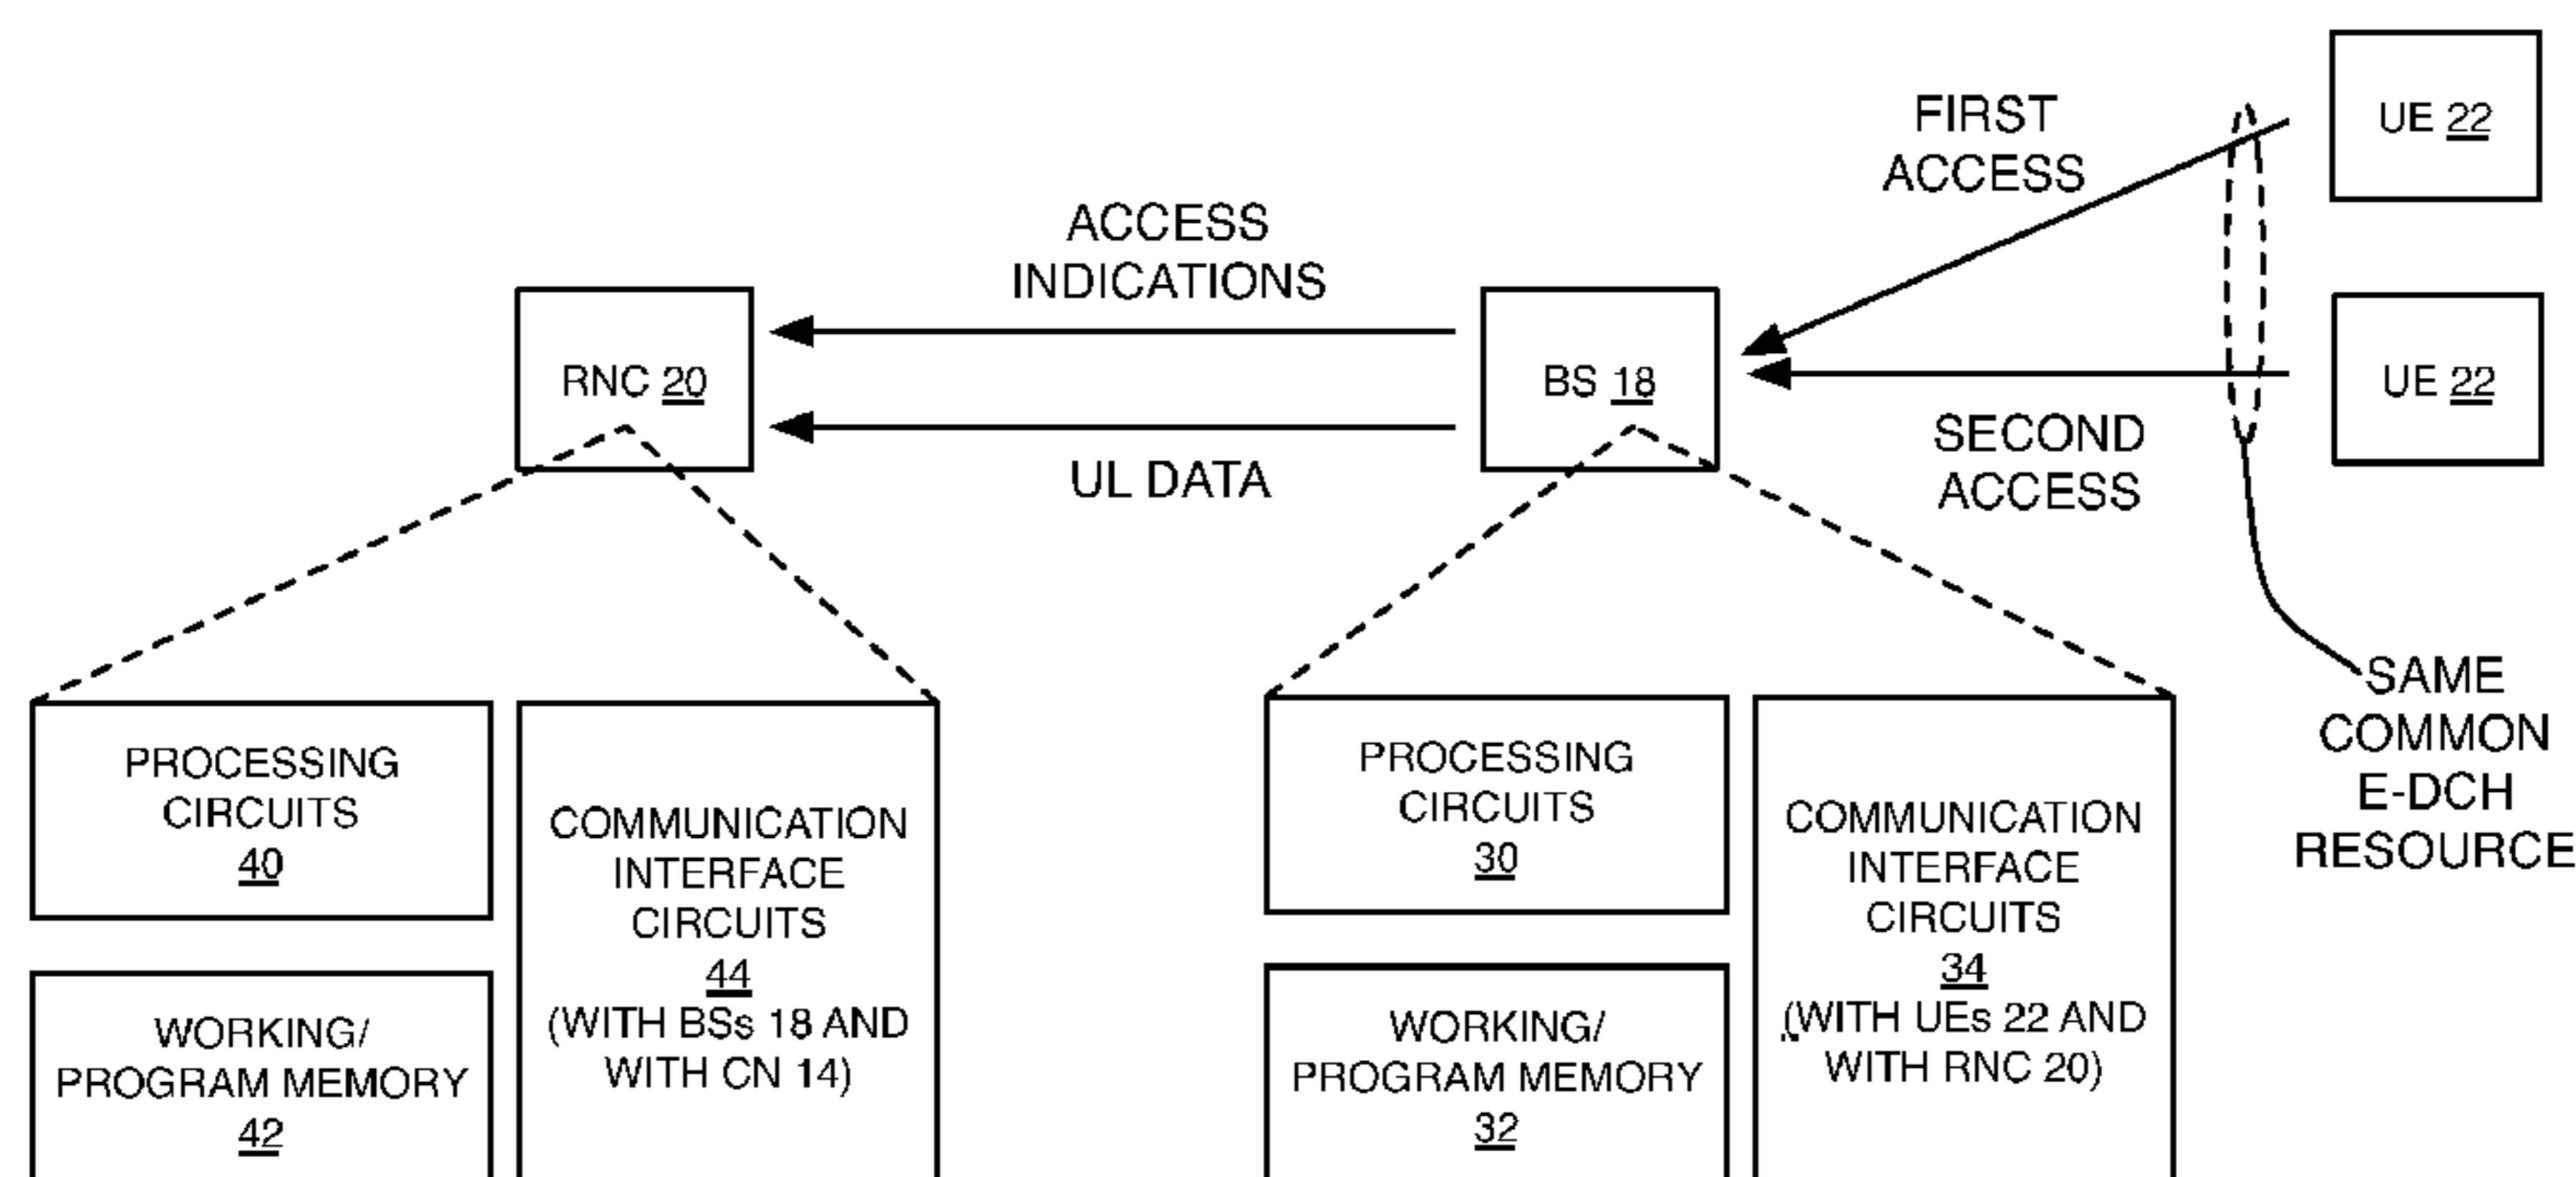 FIRST
ACCESS
UE 22
ACCESS
INDICATIONS
RNC 20
BS 18
UE 22
UL DATA
SECOND
ACCESS
SAME
COMMON
E-DCH
RESOURCE
PROCESSING
CIRCUITS
40
COMMUNICATION
INTERFACE
CIRCUITS
44
(WITH BSs 18 AND
WITH CN 14)
WORKING/
PROGRAM MEMORY
42
PROCESSING
CIRCUITS
30
COMMUNICATION
INTERFACE
CIRCUITS
34
(WITH UEs 22 AND
WITH RNC 20)
WORKING/
PROGRAM MEMORY
32